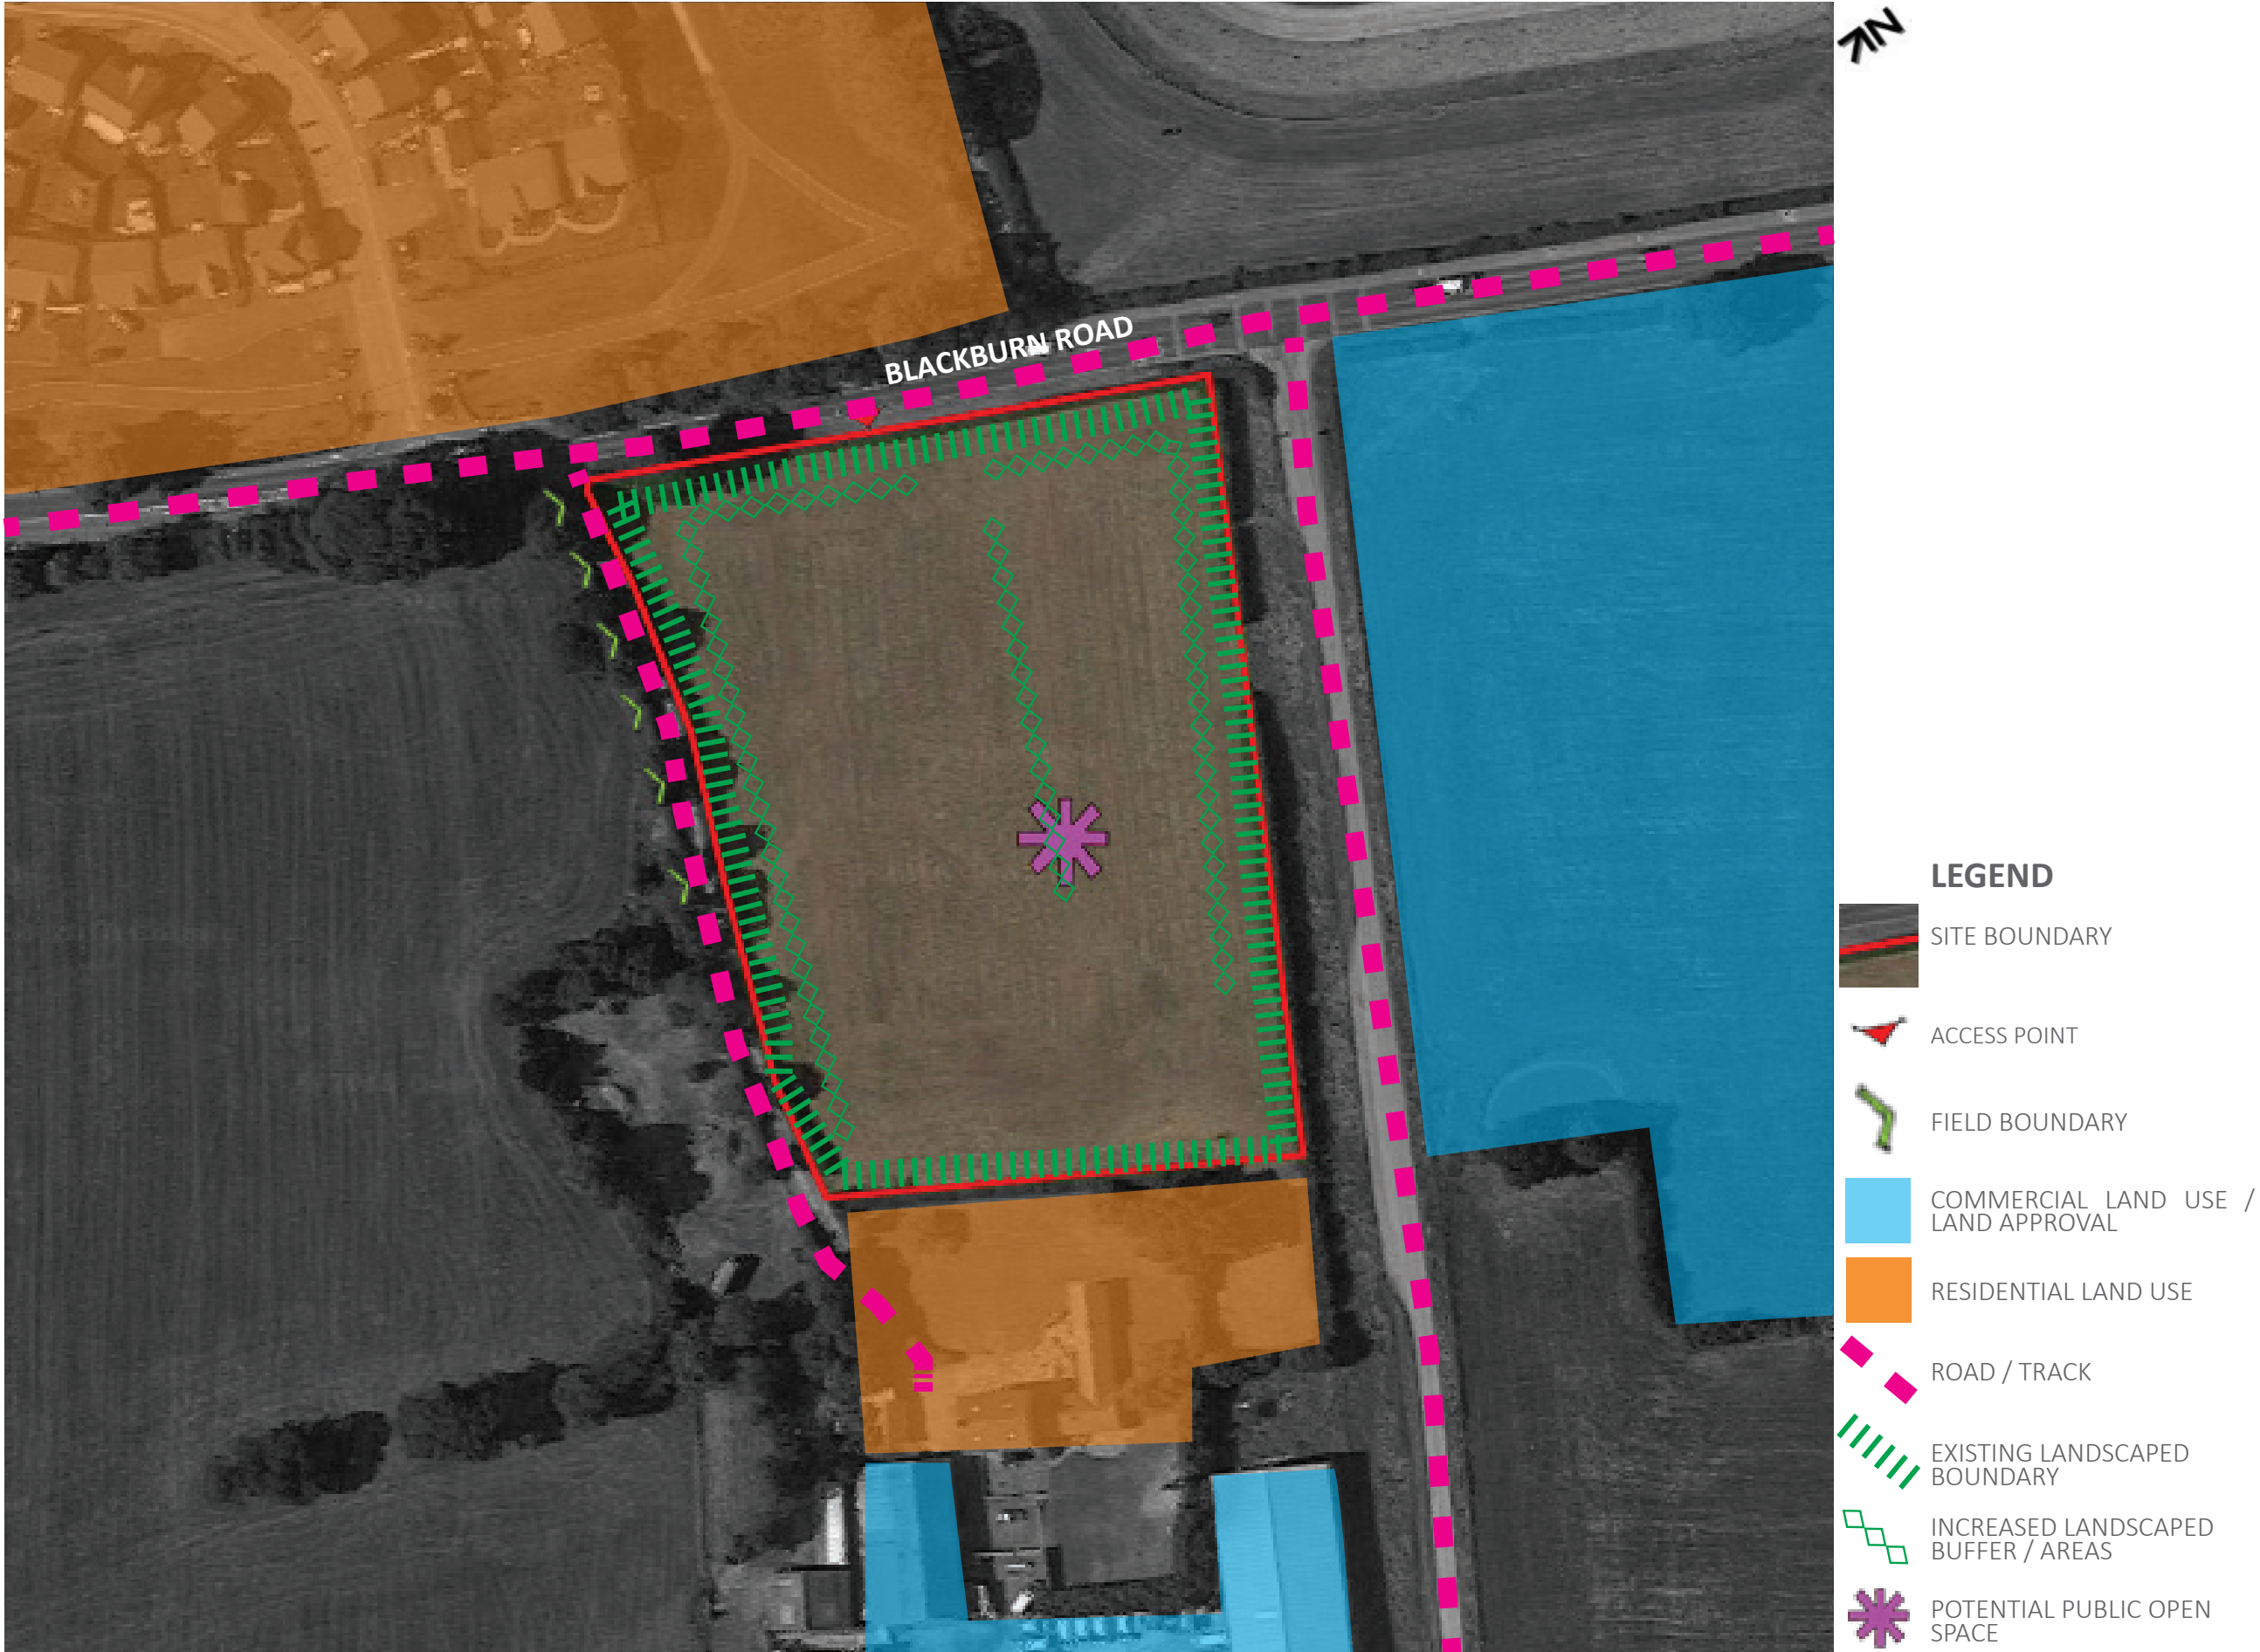 N
BLACKBURN ROAD
LEGEND
SITE BOUNDARY
ACCESS POINT
FIELD BOUNDARY
COMMERCIAL LAND USE /
LAND APPROVAL
RESIDENTIAL LAND USE
ROAD / TRACK
EXISTING LANDSCAPED
BOUNDARY
INCREASED LANDSCAPED
BUFFER / AREAS
POTENTIAL PUBLIC OPEN
SPACE